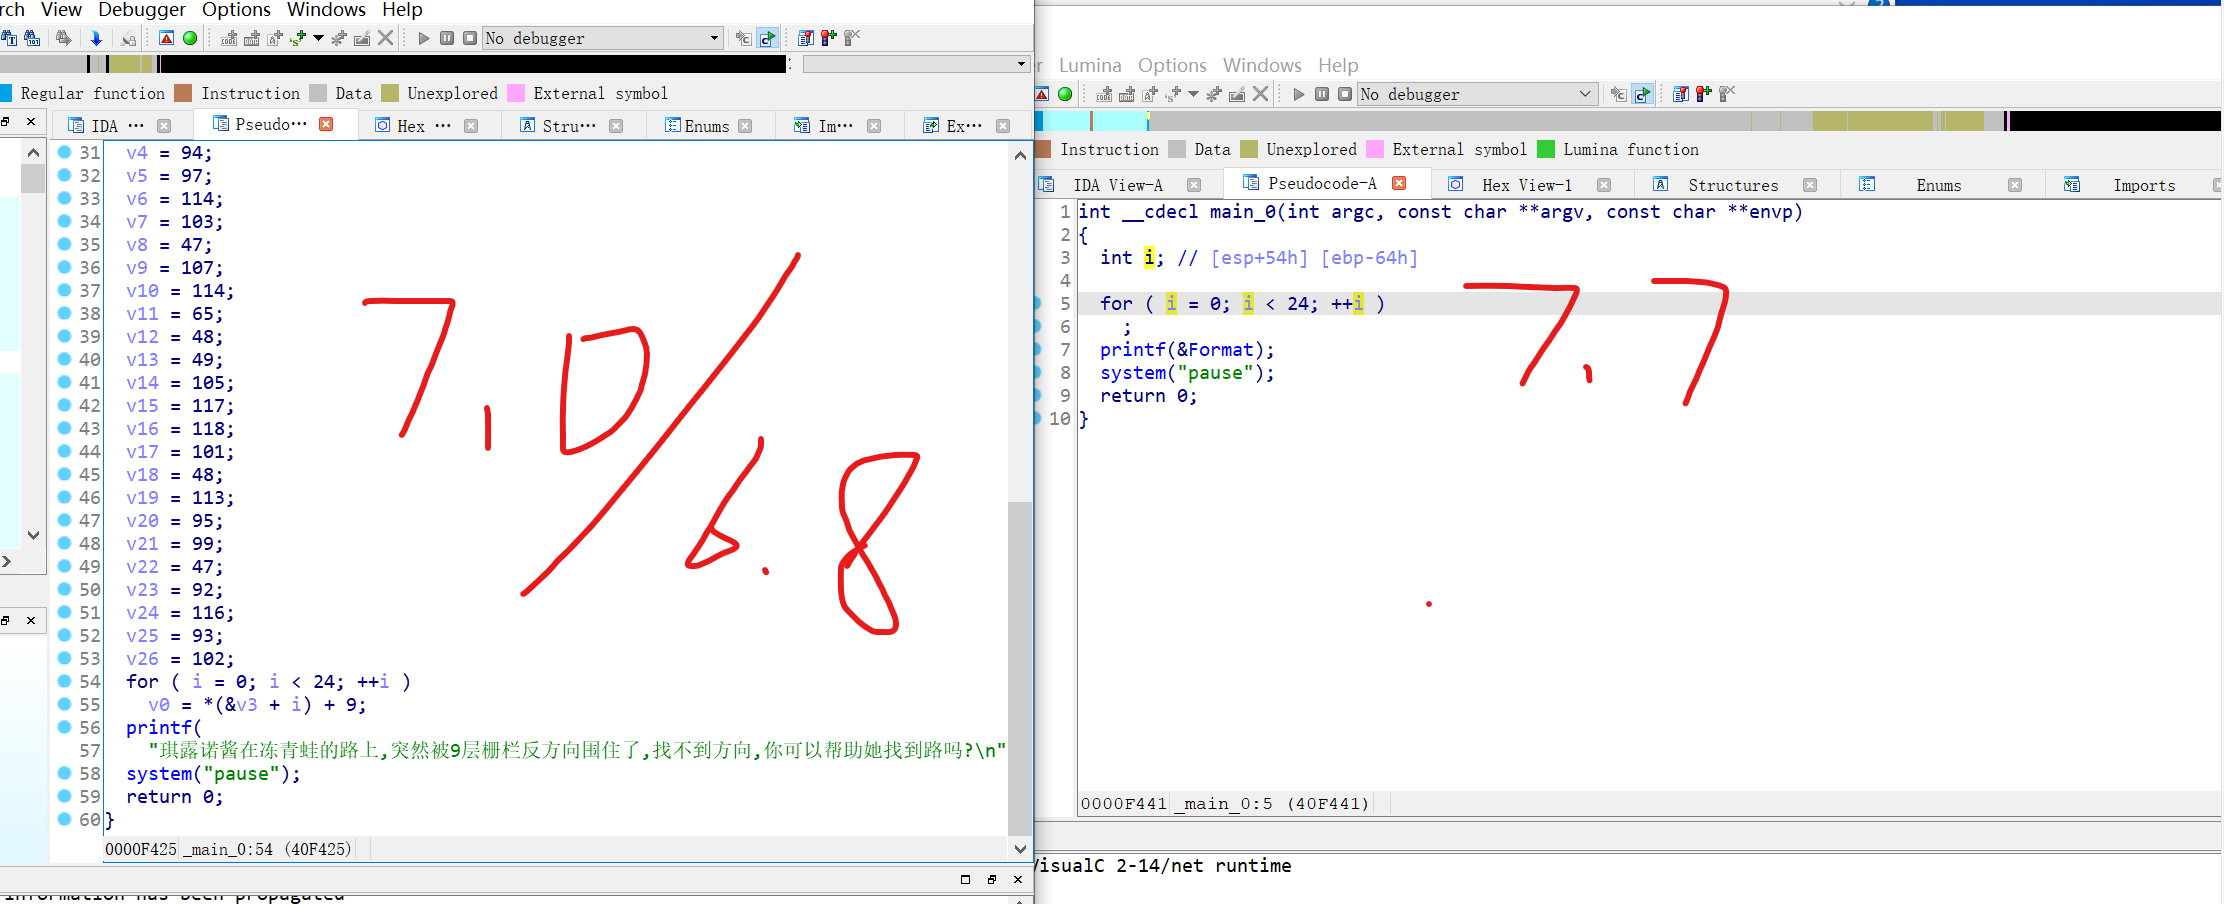 rch View Debugger Options Windows Help
No debugger
Regular function Instruction Data Unexplored External symbol
IDA ··· Pseudo··· Hex ··· Stru··· Enums Im··· Ex···
31 v4 = 94;
32 v5 = 97;
33 v6 = 114;
34 v7 = 103;
35 v8 = 47;
36 v9 = 107;
37 v10 = 114;
38 v11 = 65;
39 v12 = 48;
40 v13 = 49;
41 v14 = 105;
42 v15 = 117;
43 v16 = 118;
44 v17 = 101;
45 v18 = 48;
46 v19 = 113;
47 v20 = 95;
48 v21 = 99;
49 v22 = 47;
50 v23 = 92;
51 v24 = 116;
52 v25 = 93;
53 v26 = 102;
54 for ( i = 0; i < 24; ++i )
55 v0 = *(&v3 + i) + 9;
56 printf(
57 "琪露诺酱在冻青蛙的路上,突然被9层栅栏反方向围住了,找不到方向,你可以帮助她找到路吗?\n"
58 system("pause");
59 return 0;
60 }
0000F425 _main_0:54 (40F425)
information has been propagated
7.0/6.8
r Lumina Options Windows Help
No debugger
Instruction Data Unexplored External symbol Lumina function
IDA View-A Pseudocode-A Hex View-1 Structures Enums Imports
1 int __cdecl main_0(int argc, const char **argv, const char **envp)
2 {
3 int i; // [esp+54h] [ebp-64h]
4
5 for ( i = 0; i < 24; ++i )
6 ;
7 printf(&Format);
8 system("pause");
9 return 0;
10 }
7.7
0000F441 _main_0:5 (40F441)
VisualC 2-14/net runtime